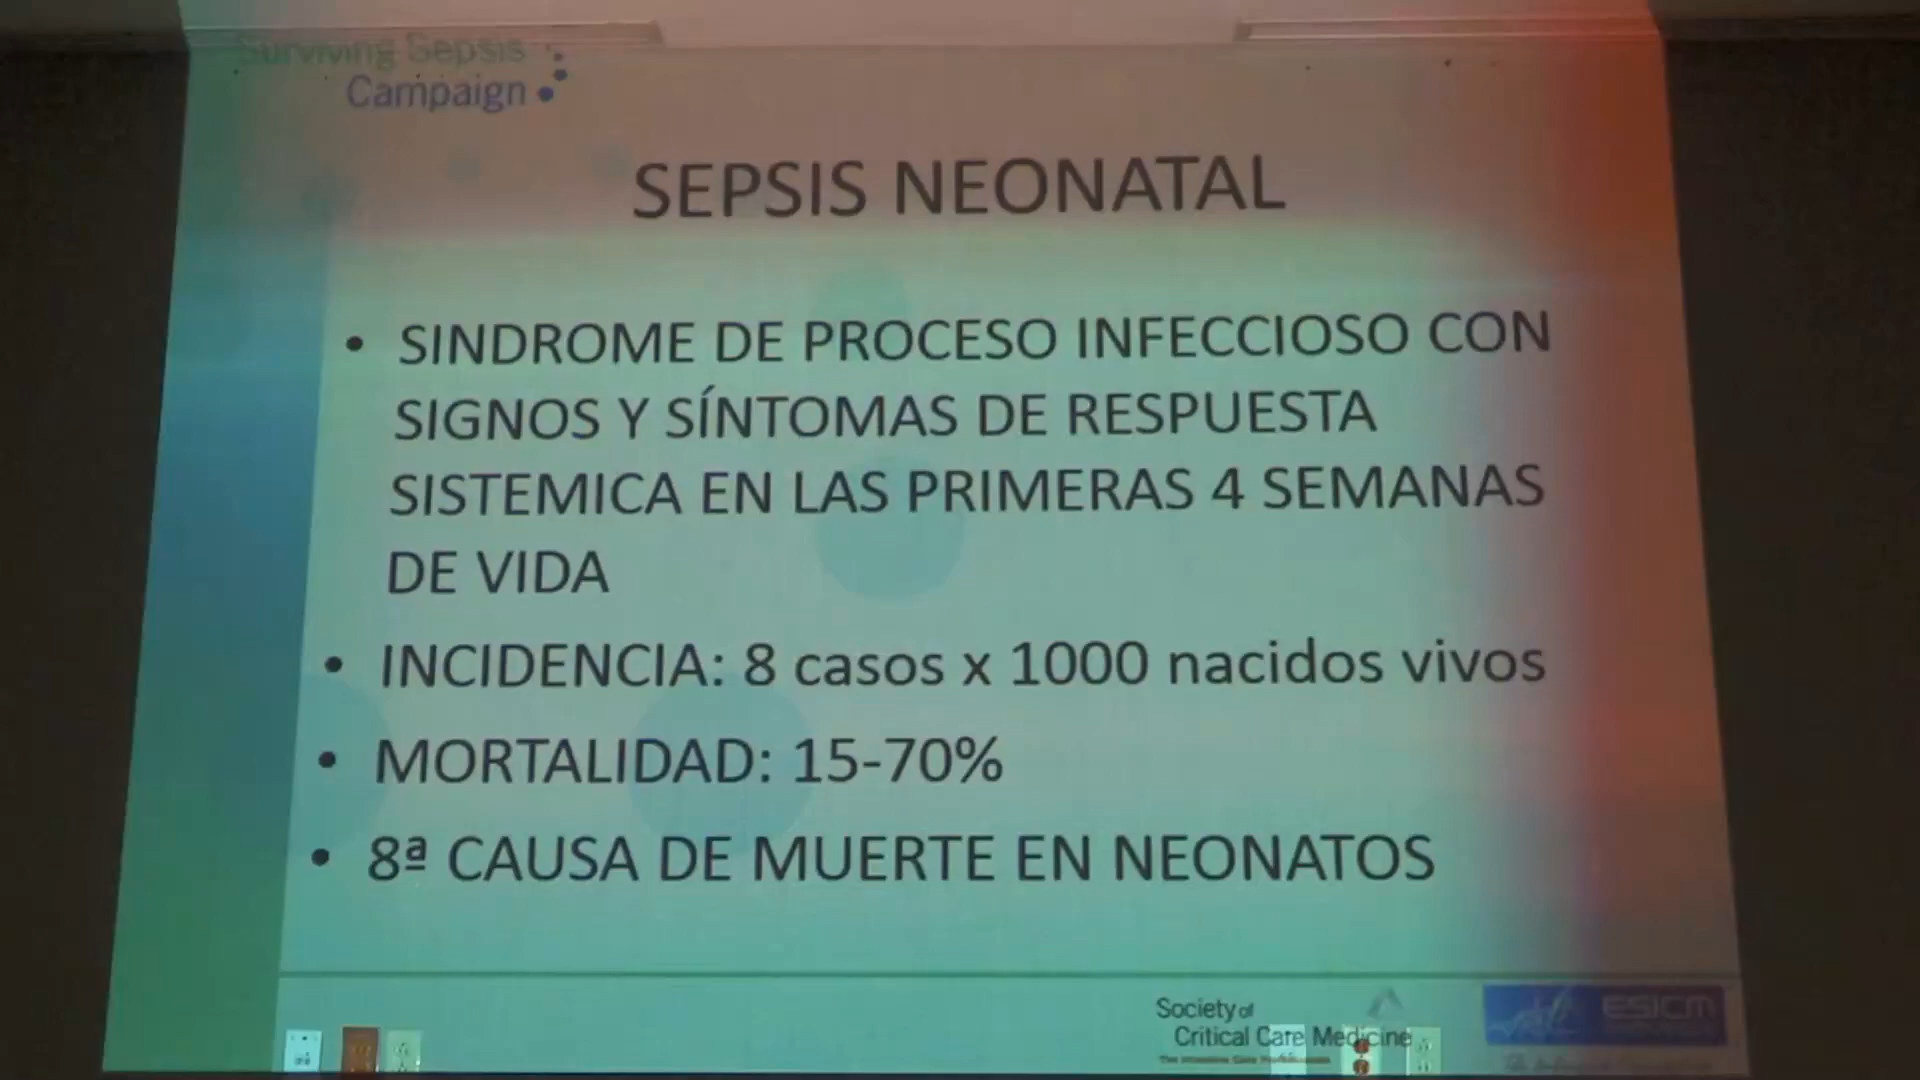 Surviving Sepsis
Campaign
SEPSIS NEONATAL
• SINDROME DE PROCESO INFECCIOSO CON
SIGNOS Y SÍNTOMAS DE RESPUESTA
SISTEMICA EN LAS PRIMERAS 4 SEMANAS
DE VIDA
• INCIDENCIA: 8 casos x 1000 nacidos vivos
• MORTALIDAD: 15-70%
• 8ª CAUSA DE MUERTE EN NEONATOS
Society of
Critical Care Medicine
ESICM